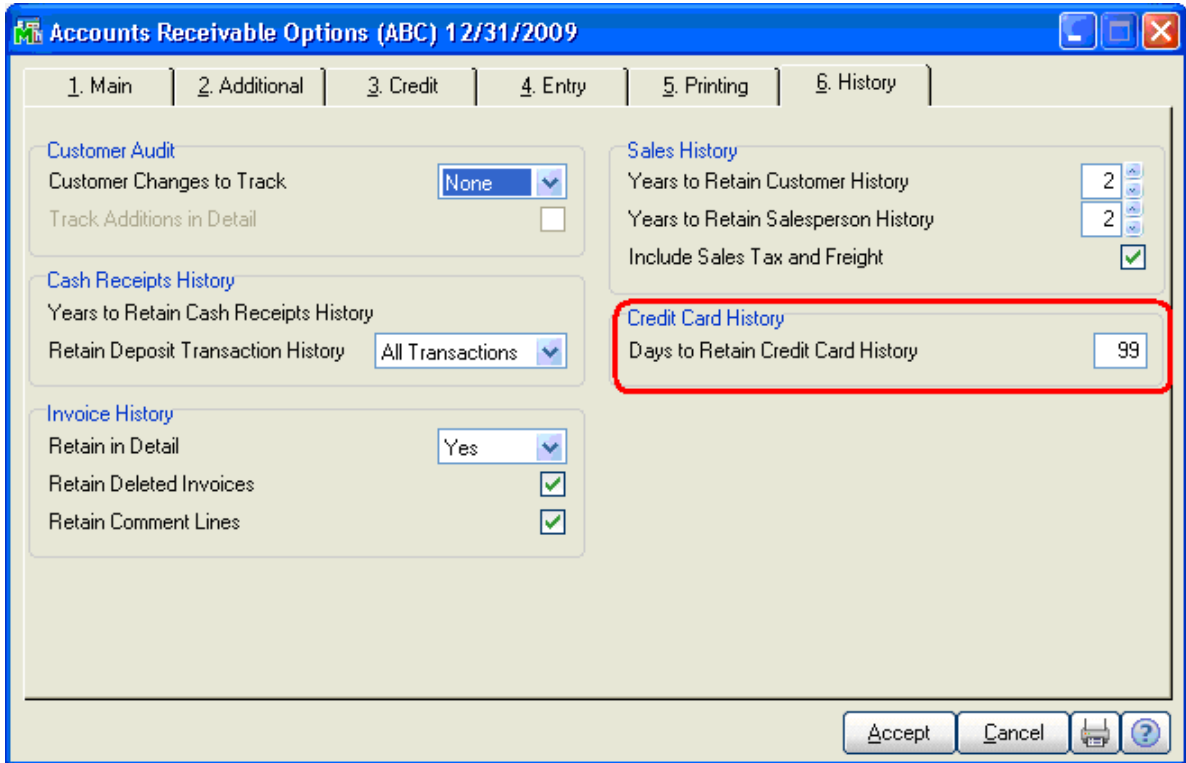 Accounts Receivable Options (ABC) 12/31/2009
1. Main
2. Additional
3. Credit
4. Entry
5. Printing
6. History
Customer Audit
Customer Changes to Track None
Track Additions in Detail
Cash Receipts History
Years to Retain Cash Receipts History
Retain Deposit Transaction History All Transactions
Invoice History
Retain in Detail Yes
Retain Deleted Invoices
Retain Comment Lines
Sales History
Years to Retain Customer History 2
Years to Retain Salesperson History 2
Include Sales Tax and Freight
Credit Card History
Days to Retain Credit Card History 99
Accept
Cancel
?